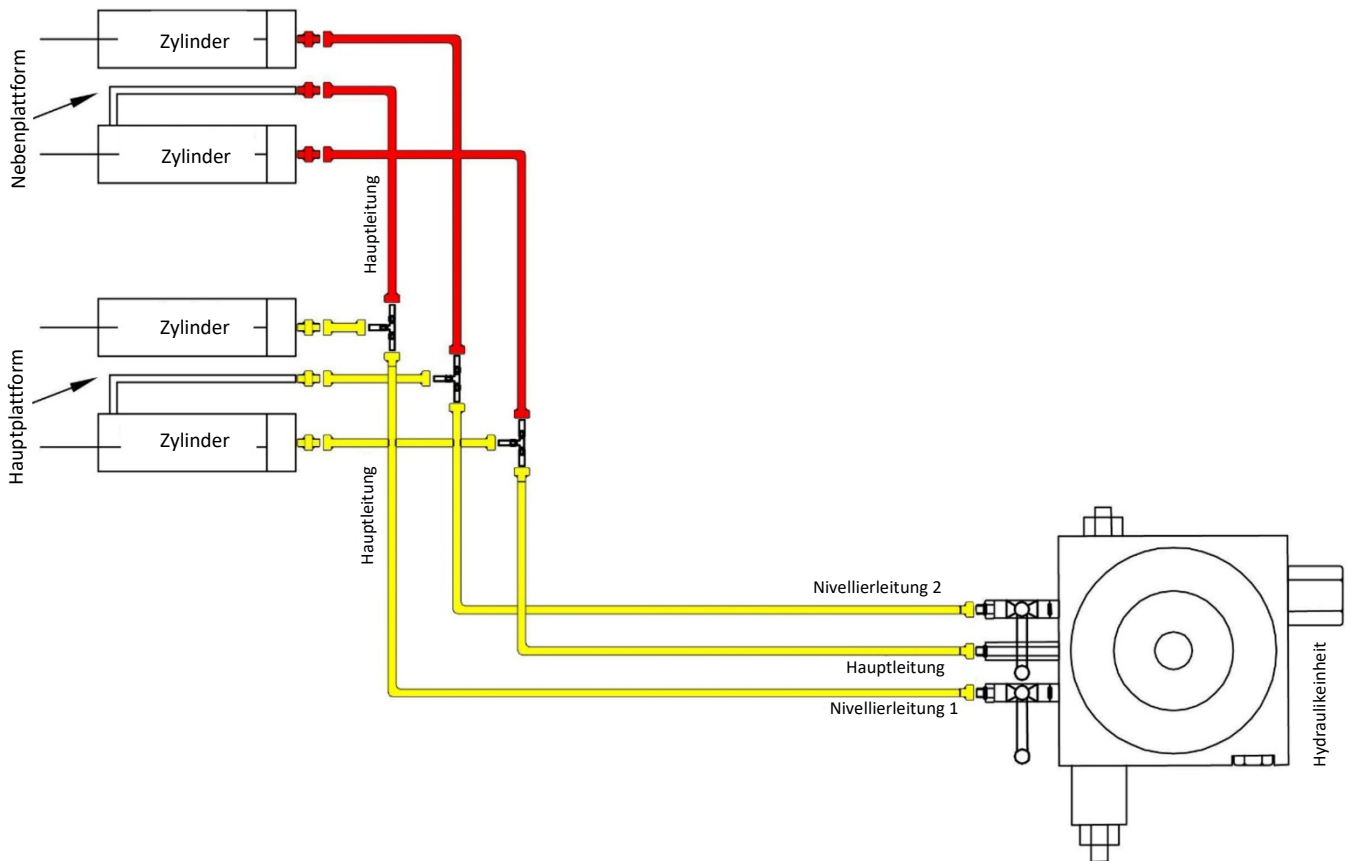 Zylinder
Nebenplattform
Zylinder
Hauptleitung
Zylinder
Hauptplattform
Zylinder
Hauptleitung
Nivellierleitung 2
Hauptleitung
Nivellierleitung 1
Hydraulikeinheit